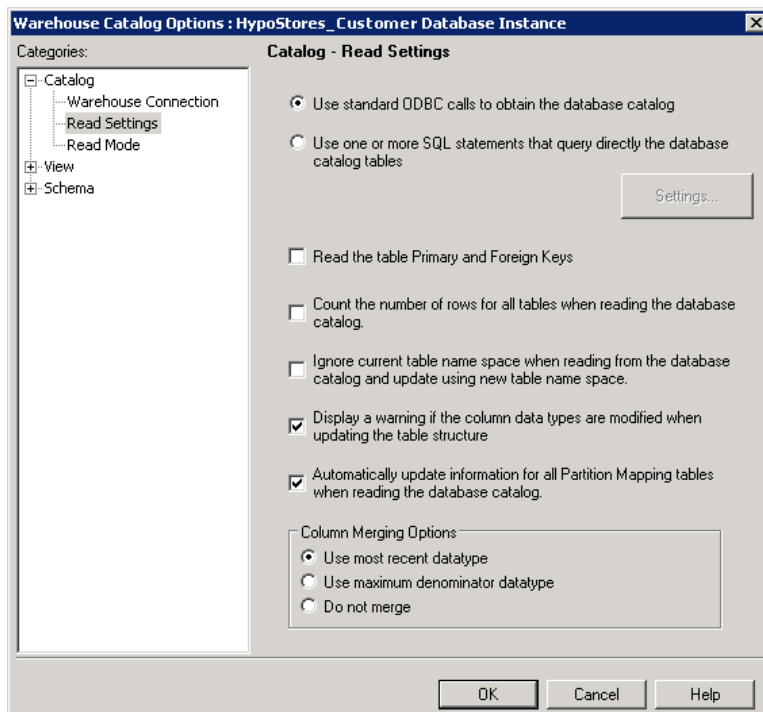 Warehouse Catalog Options : HypoStores_Customer Database Instance
Categories:
Catalog
Warehouse Connection
Read Settings
Read Mode
View
Schema
Catalog - Read Settings
Use standard ODBC calls to obtain the database catalog
Use one or more SQL statements that query directly the database
catalog tables
Settings...
Read the table Primary and Foreign Keys
Count the number of rows for all tables when reading the database
catalog.
Ignore current table name space when reading from the database
catalog and update using new table name space.
Display a warning if the column data types are modified when
updating the table structure
Automatically update information for all Partition Mapping tables
when reading the database catalog.
Column Merging Options
Use most recent datatype
Use maximum denominator datatype
Do not merge
OK
Cancel
Help